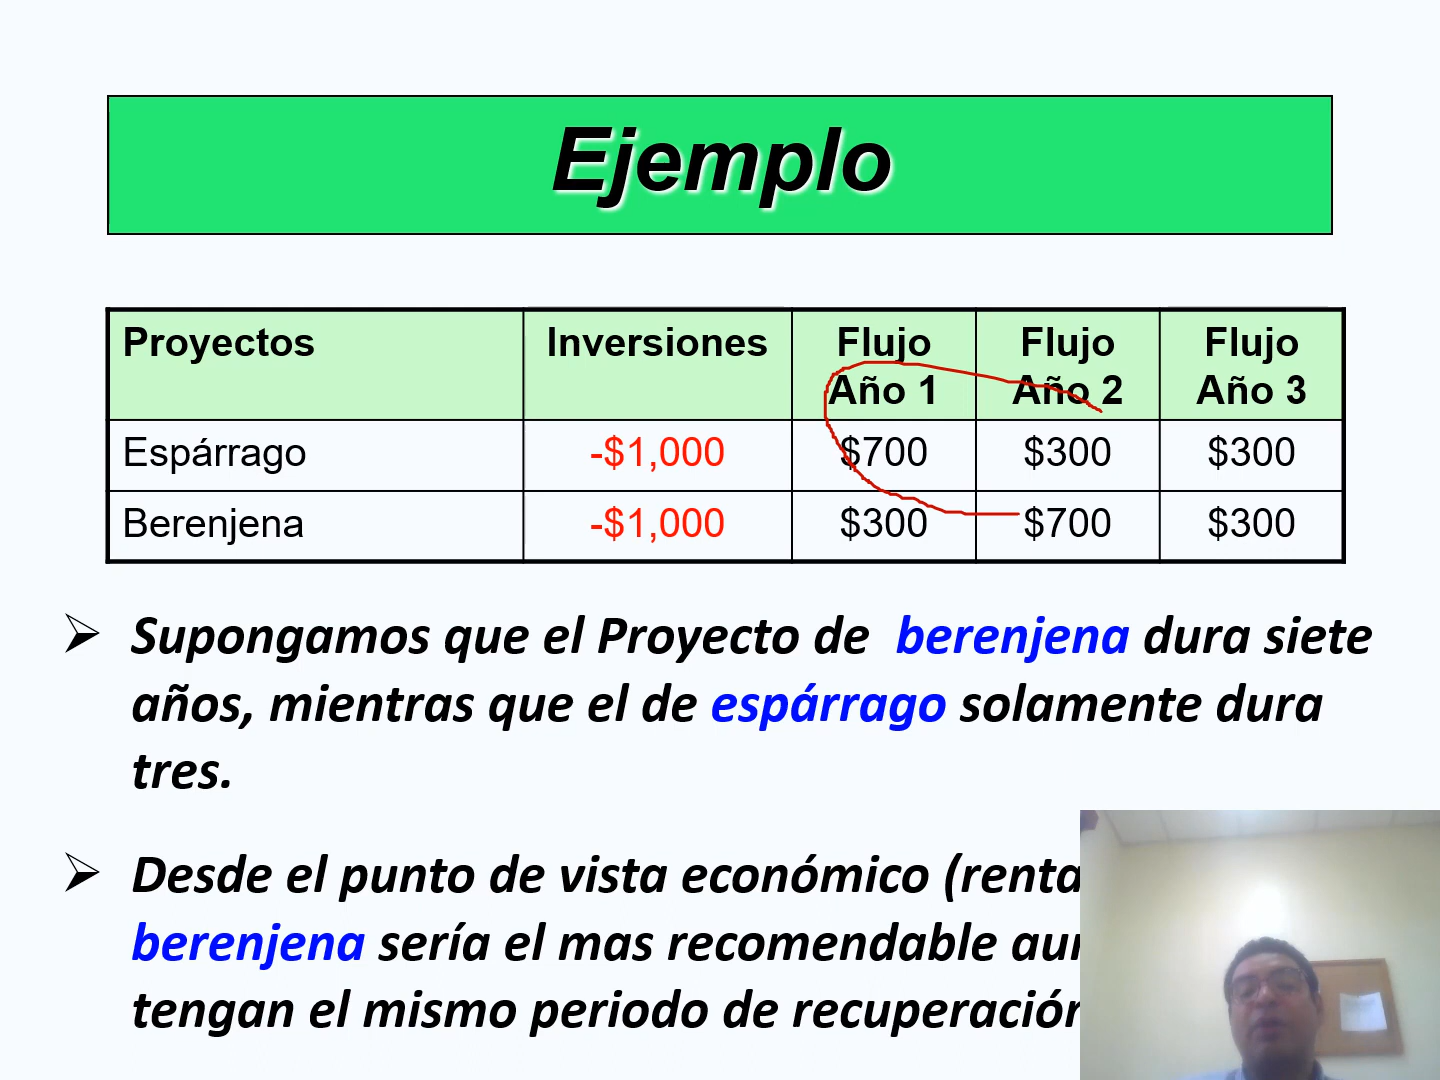 Ejemplo
Proyectos Inversiones Flujo Año 1 Flujo Año 2 Flujo Año 3
Espárrago -$1,000 $700 $300 $300
Berenjena -$1,000 $300 $700 $300
Supongamos que el Proyecto de berenjena dura siete
años, mientras que el de espárrago solamente dura
tres.
Desde el punto de vista económico
berenjena sería el mas recomendable
tengan el mismo periodo de